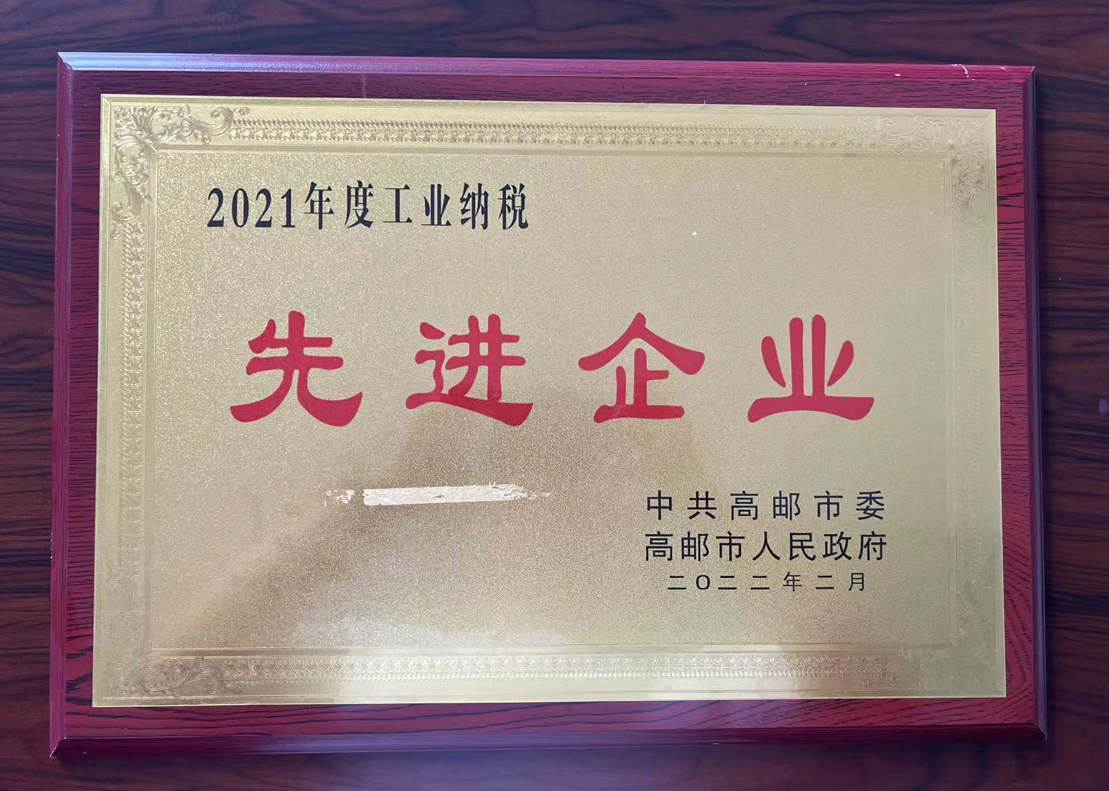 2021年度工业纳税
先进企业
中共高邮市委
高邮市人民政府
二〇二二年二月